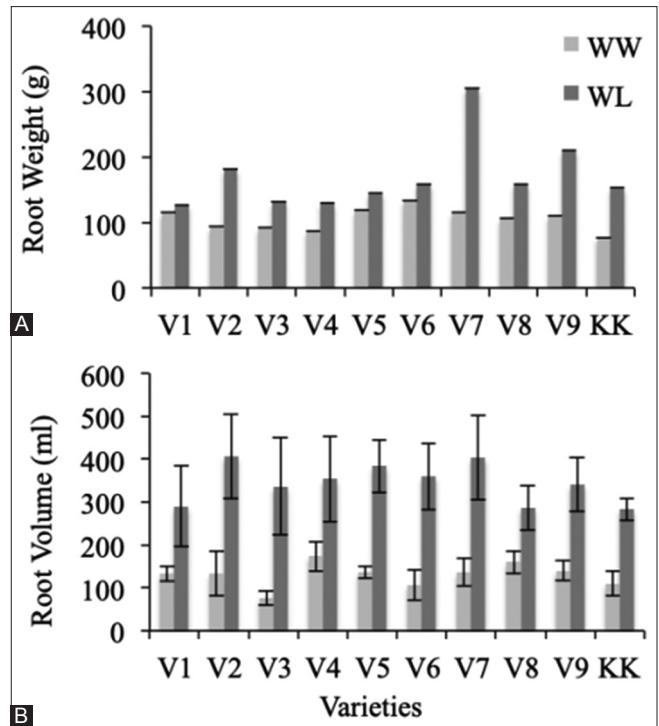 400
300
200
100
0
Root Weight (g)
WW
WL
V1 V2 V3 V4 V5 V6 V7 V8 V9 KK
A
600
500
400
300
200
100
0
Root Volume (ml)
V1 V2 V3 V4 V5 V6 V7 V8 V9 KK
Varieties
B